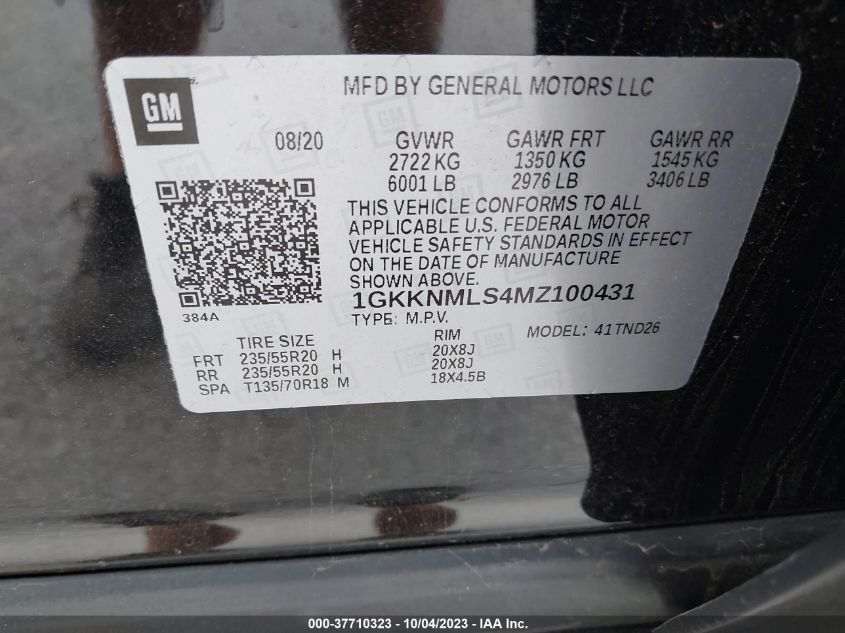 GM
MFD BY GENERAL MOTORS LLC
08/20 GVWR GAWR FRT GAWR RR
2722 KG 1350 KG 1545 KG
6001 LB 2976 LB 3406 LB
THIS VEHICLE CONFORMS TO ALL
APPLICABLE U.S. FEDERAL MOTOR
VEHICLE SAFETY STANDARDS IN EFFECT
ON THE DATE OF MANUFACTURE
SHOWN ABOVE.
1GKKNMLS4MZ100431
384A
TYPE: M.P.V. MODEL: 41TND26
TIRE SIZE RIM
FRT 235/55R20 H 20X8J
RR 235/55R20 H 20X8J
SPA T135/70R18 M 18X4.5B
000-37710323 - 10/04/2023 - IAA Inc.